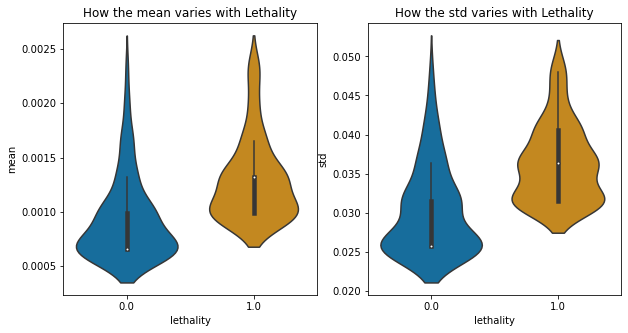 How the mean varies with Lethality
How the std varies with Lethality
0.0025
0.0020
0.0015
0.0010
0.0005
mean
0.0
1.0
lethality
0.050
0.045
0.040
0.035
0.030
0.025
0.020
std
0.0
1.0
lethality